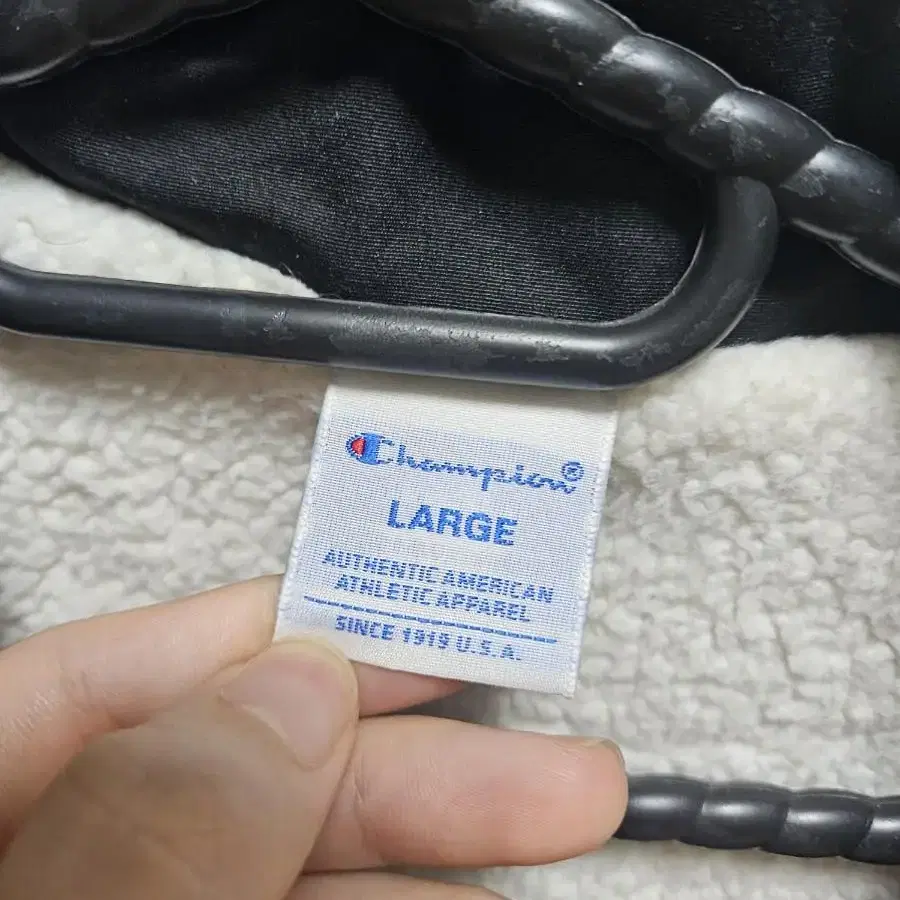 Champion®
LARGE
AUTHENTIC AMERICAN
ATHLETIC APPAREL
SINCE 1919 U.S.A.